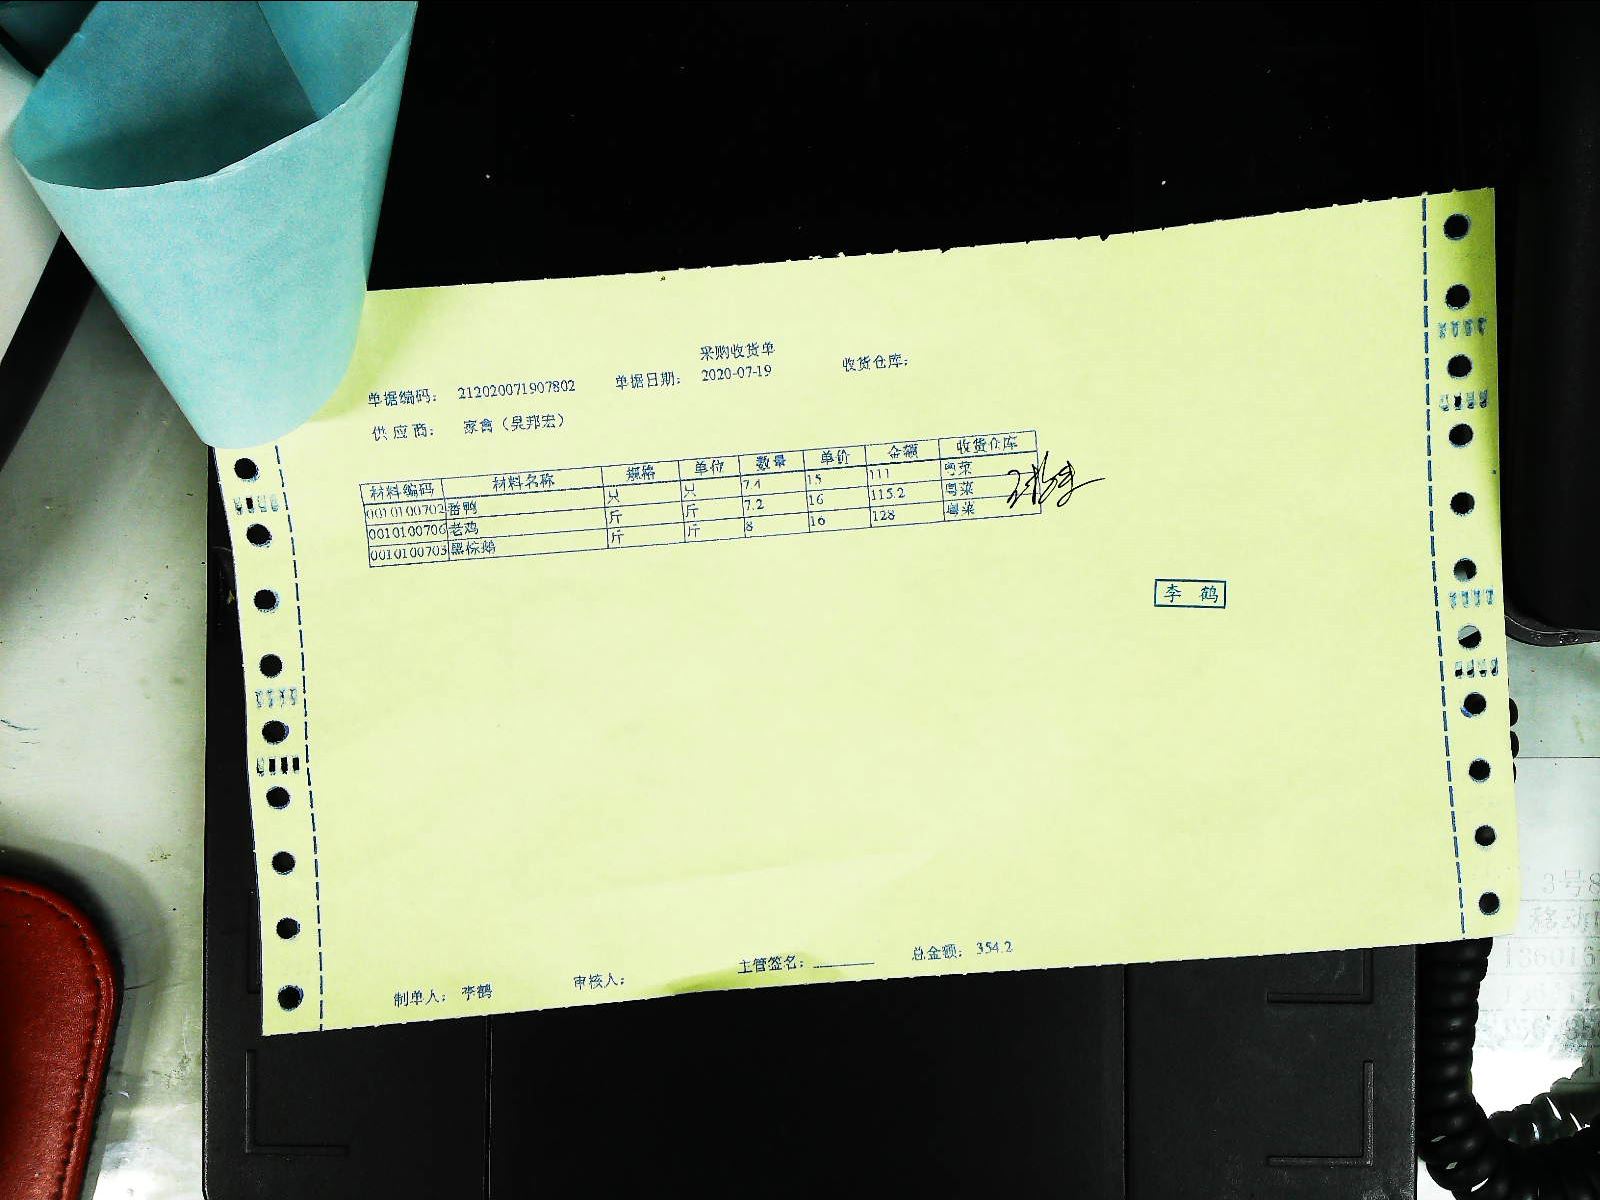 采购收货单
单据编码: 212020071907802 单据日期: 2020-07-19 收货仓库:
供应商: 家禽（吴邦宏）
材料编码 材料名称 规格 单位 数量 单价 金额 收货仓库
0010100702 番鸭 只 只 7.4 15 111 粤菜
0010100706 老鸡 斤 斤 7.2 16 115.2 粤菜
0010100703 黑棕鹅 斤 斤 8 16 128 粤菜
李 鹤
制单人: 李鹤 审核人: 主管签名: 总金额: 354.2
3号8
移动